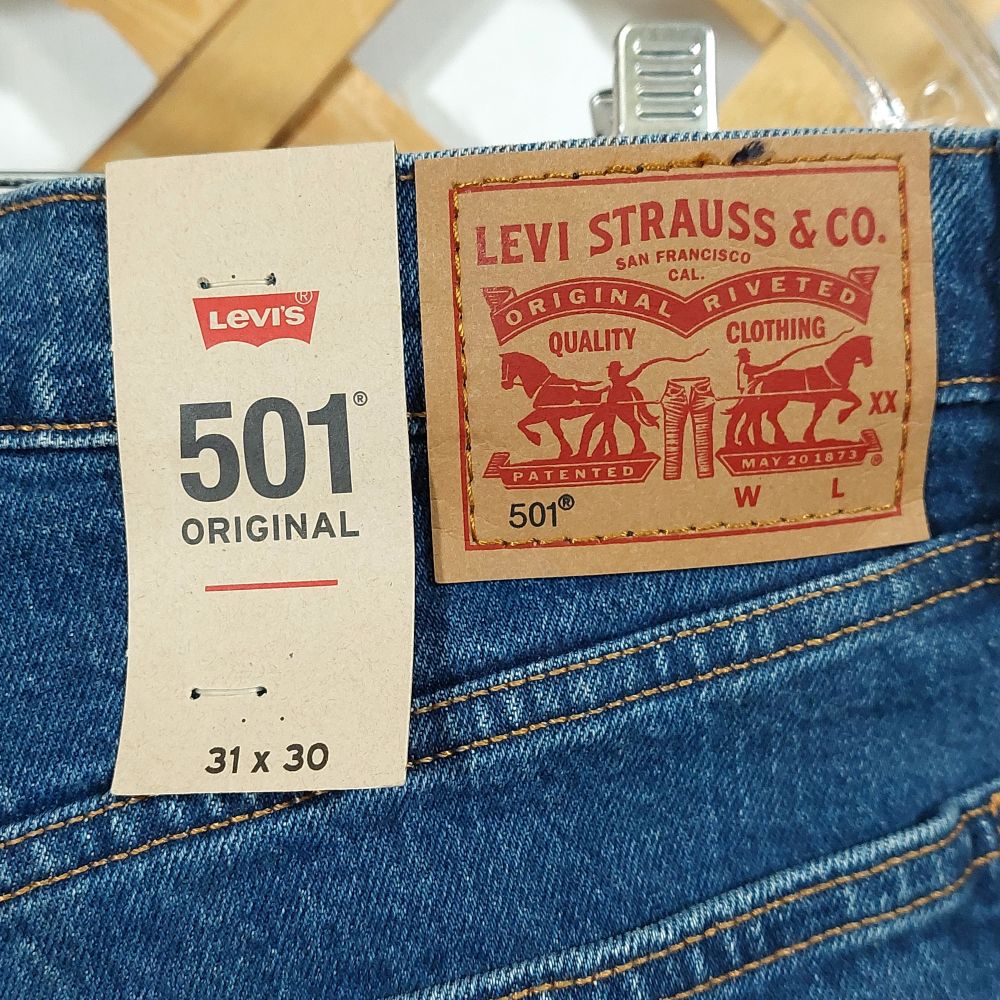 LEVI'S®
501®
ORIGINAL
31 x 30
LEVI STRAUSS & CO.
SAN FRANCISCO
CAL.
ORIGINAL RIVETED
QUALITY CLOTHING
XX
PATENTED MAY 20 1873 ®
501® W L